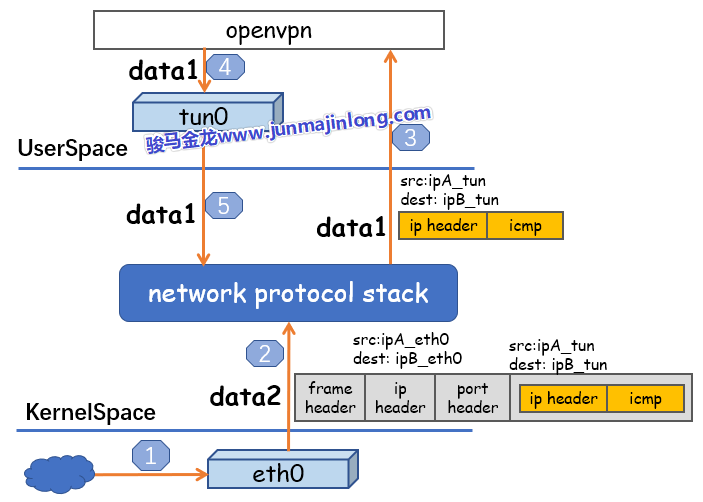 openvpn
data1
4
tun0
骏马金龙www.junmajinlong.com
3
UserSpace
src:ipA_tun
dest: ipB_tun
data1
5
data1
ip header
icmp
network protocol stack
2
src:ipA_eth0
dest: ipB_eth0
src:ipA_tun
dest: ipB_tun
data2
frame
header
ip
header
port
header
ip header
icmp
KernelSpace
1
eth0